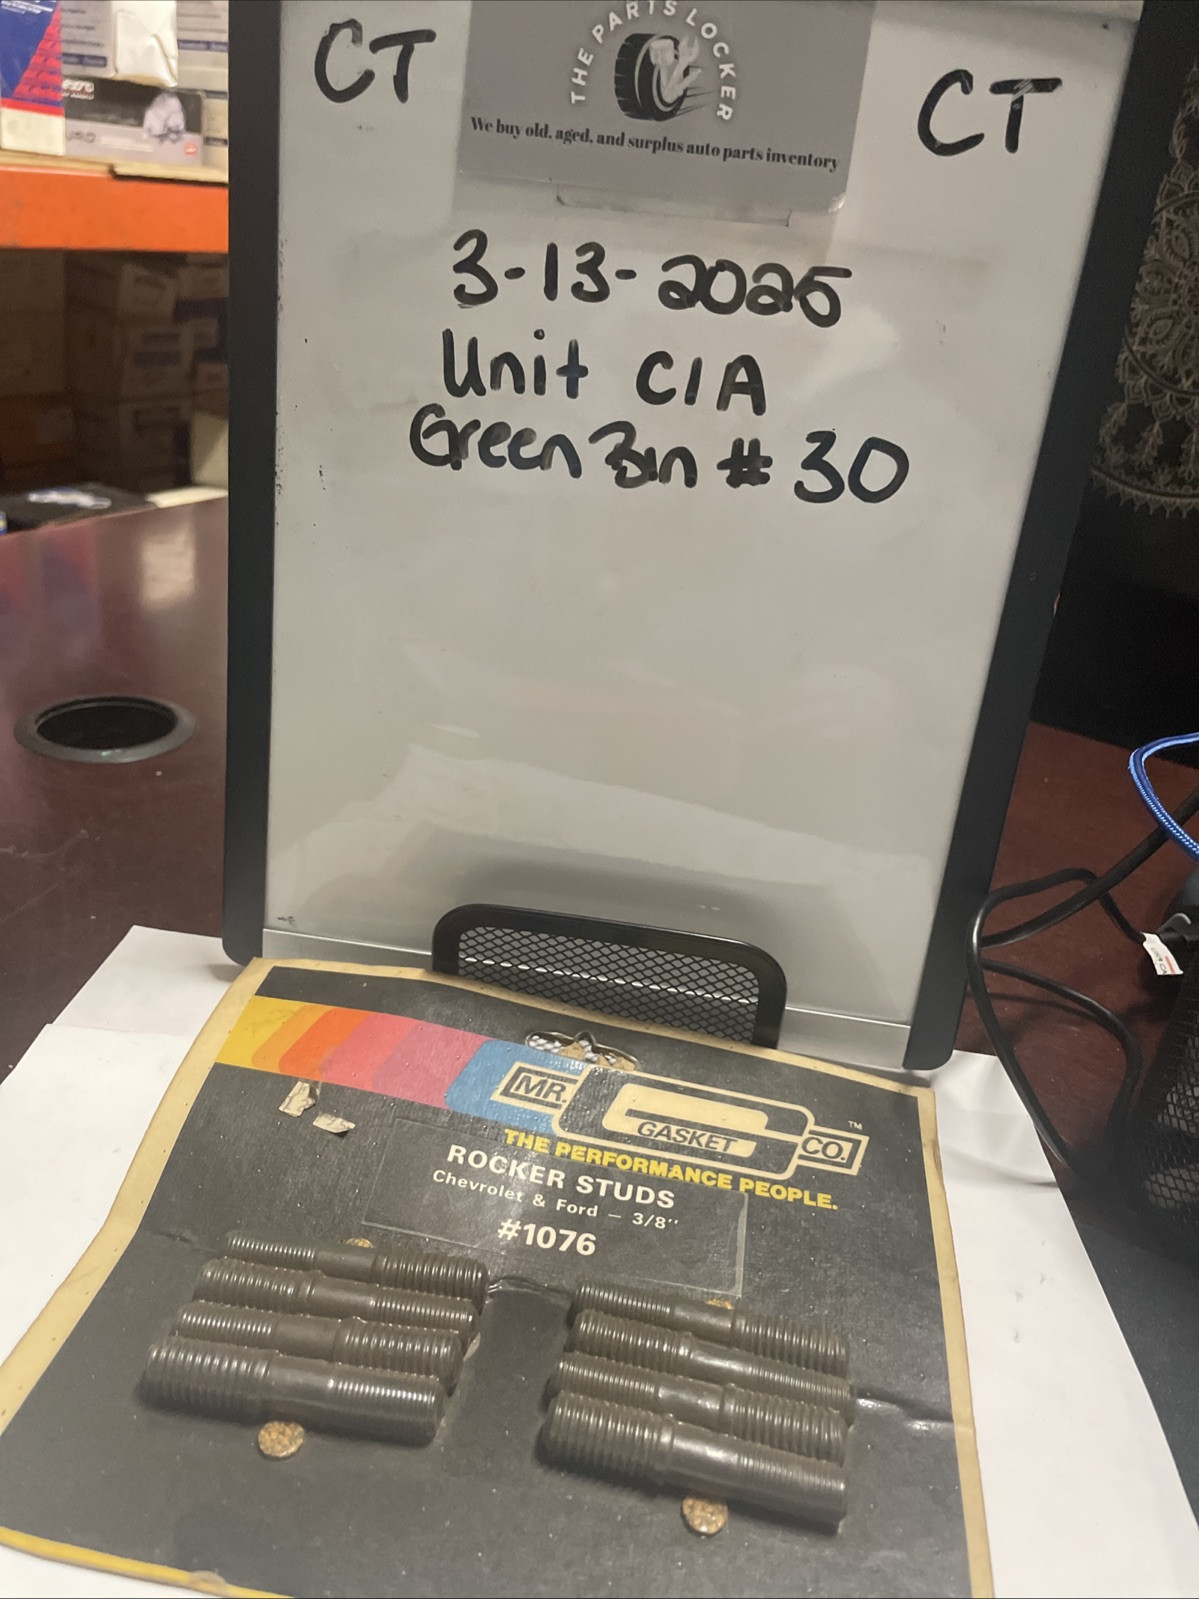 THE PARTS LOCKER
We buy old, aged, and surplus auto parts inventory
CT
CT
3-13-2025
Unit C1A
Green Bin # 30
MR. GASKET CO.™
THE PERFORMANCE PEOPLE.
ROCKER STUDS
Chevrolet & Ford — 3/8"
#1076